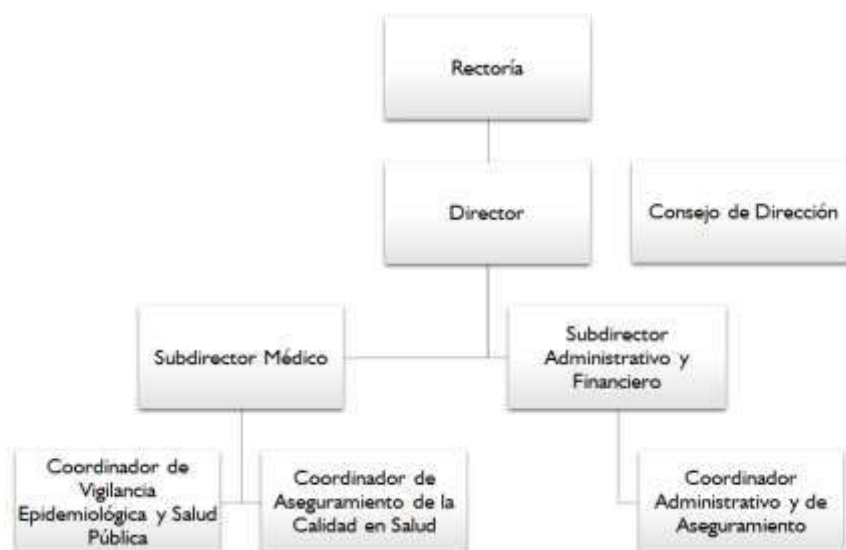 Rectoría
Director
Consejo de Dirección
Subdirector Médico
Subdirector
Administrativo y
Financiero
Coordinador de
Vigilancia
Epidemiológica y Salud
Pública
Coordinador de
Aseguramiento de la
Calidad en Salud
Coordinador
Administrativo y de
Aseguramiento